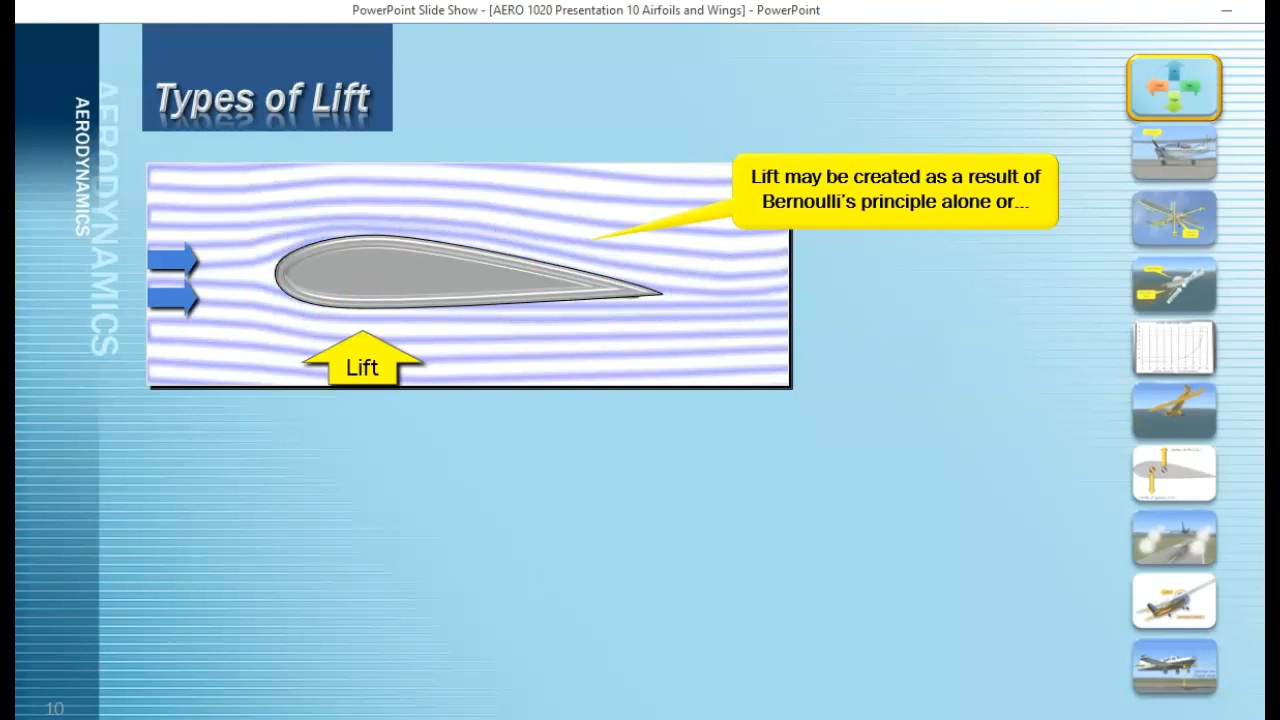 PowerPoint Slide Show - [AERO 1020 Presentation 10 Airfoils and Wings] - PowerPoint
Types of Lift
AERODYNAMICS
AERODYNAMICS
Lift may be created as a result of
Bernoulli's principle alone or...
Lift
10